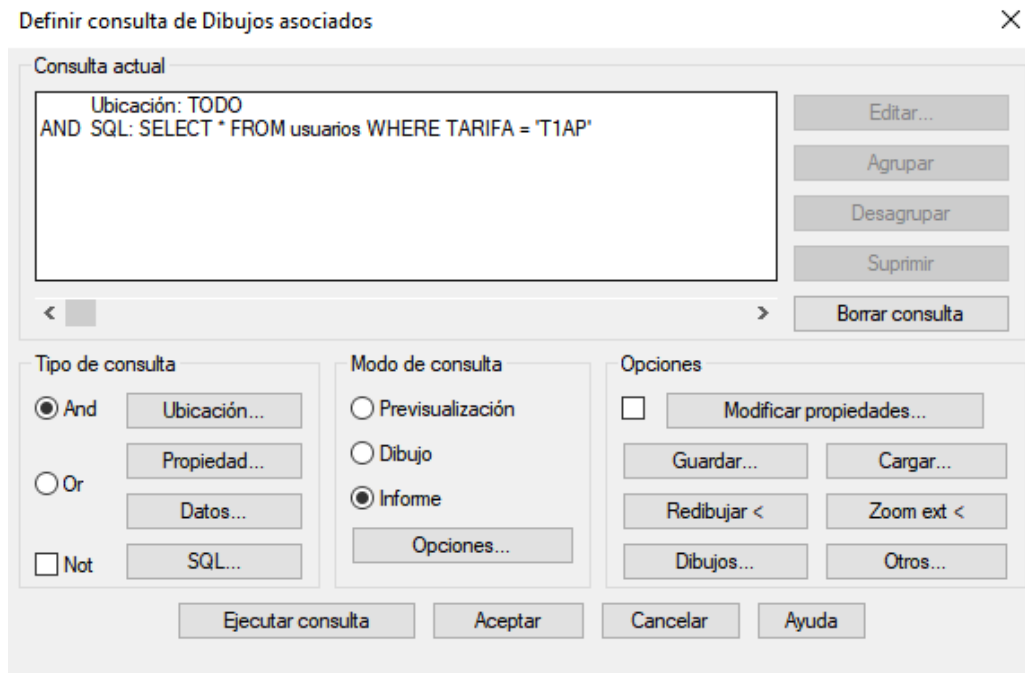 Definir consulta de Dibujos asociados
Consulta actual
Ubicación: TODO
AND SQL: SELECT * FROM usuarios WHERE TARIFA = 'T1AP'
Editar...
Agrupar
Desagrupar
Suprimir
Borrar consulta
Tipo de consulta
And
Ubicación...
Propiedad...
Or
Datos...
Not
SQL...
Modo de consulta
Previsualización
Dibujo
Informe
Opciones...
Opciones
Modificar propiedades...
Guardar...
Cargar...
Redibujar <
Zoom ext <
Dibujos...
Otros...
Ejecutar consulta
Aceptar
Cancelar
Ayuda